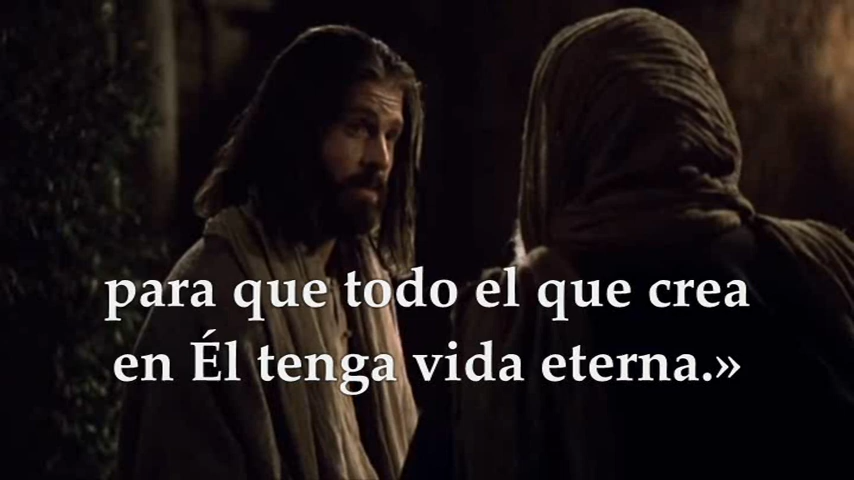 para que todo el que crea
en Él tenga vida eterna.»